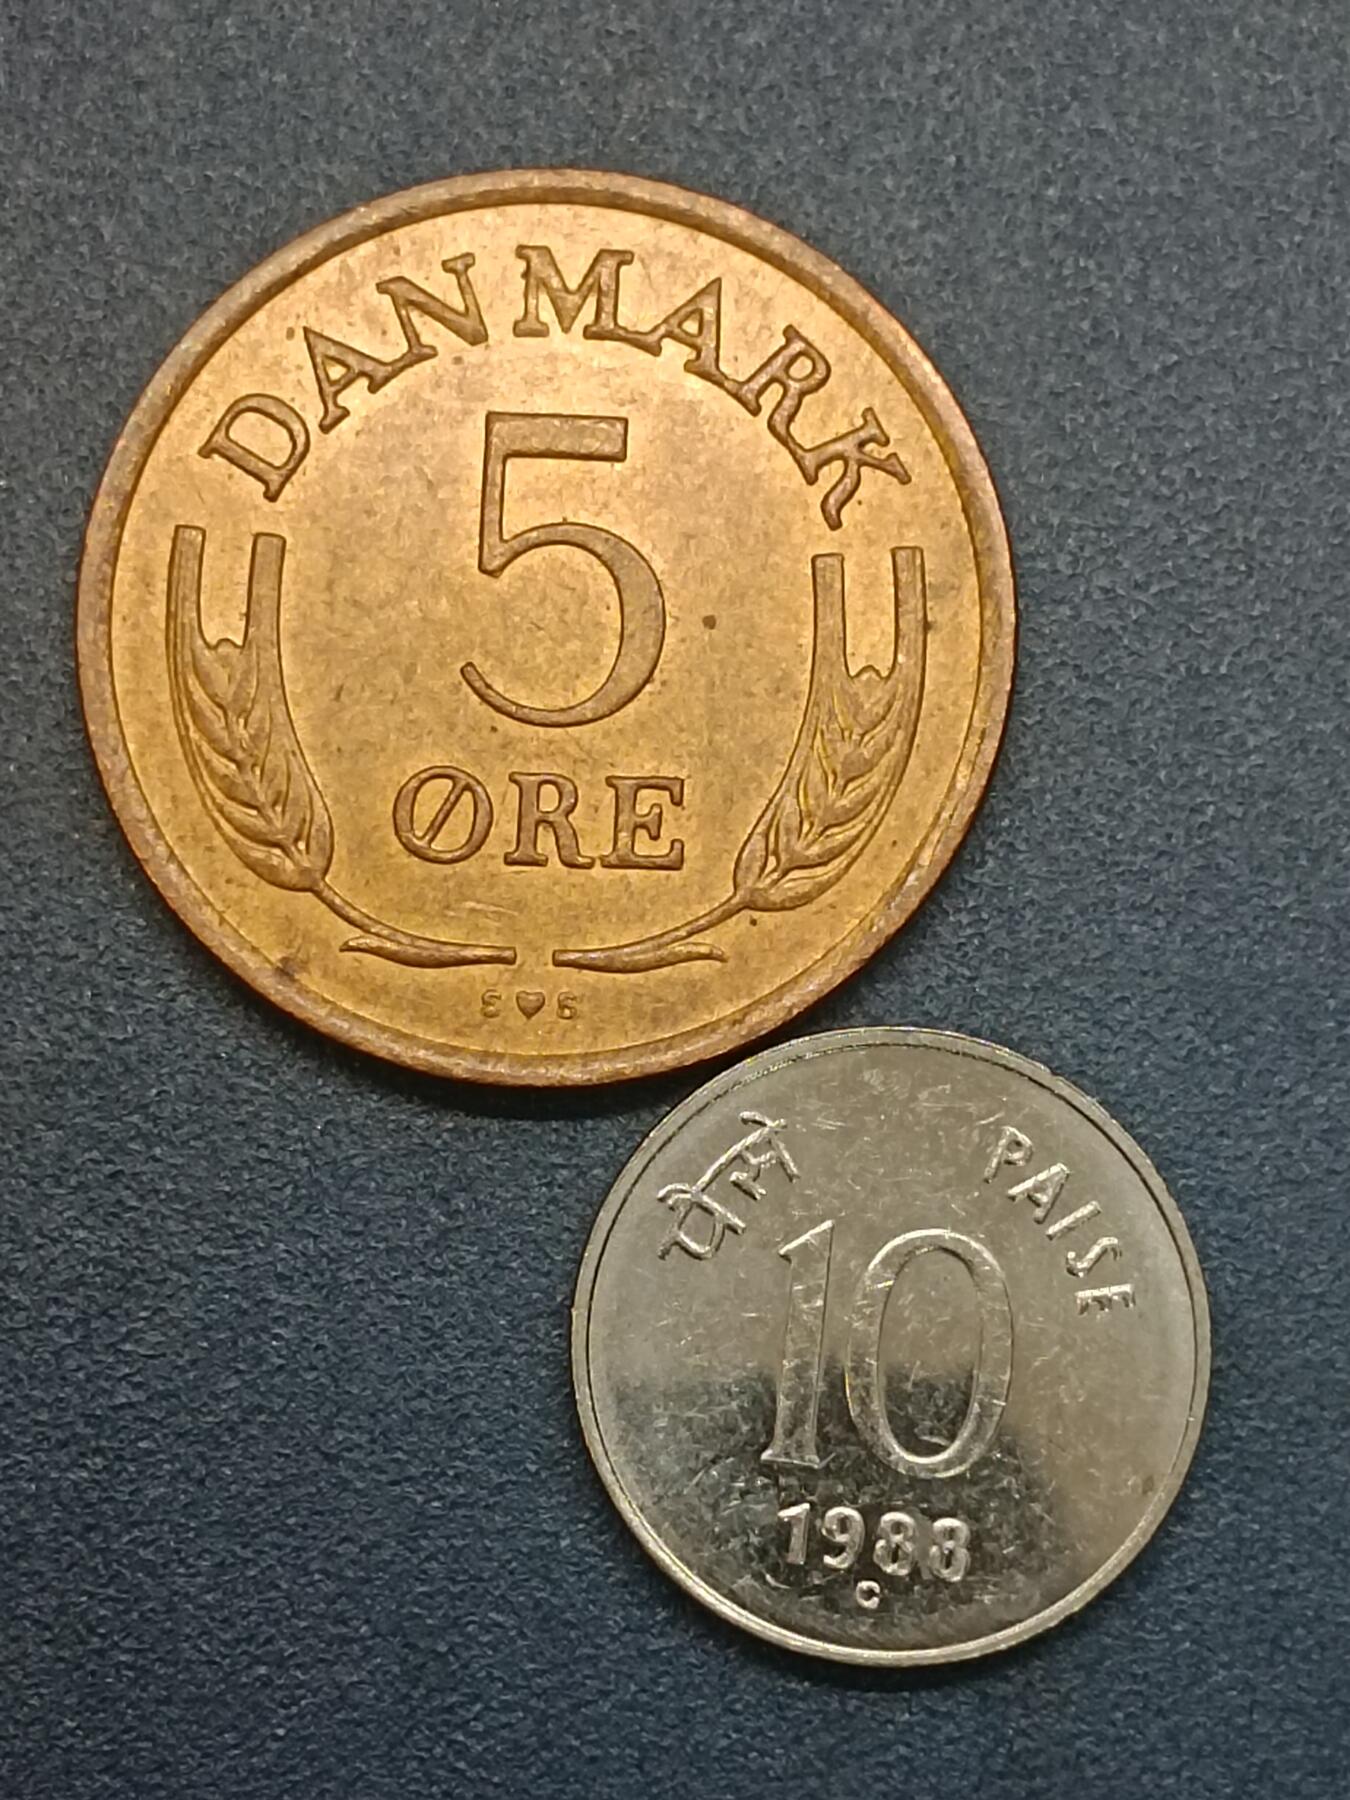 DANMARK
5
ØRE
S♥S
पैसे PAISE
10
1988
C